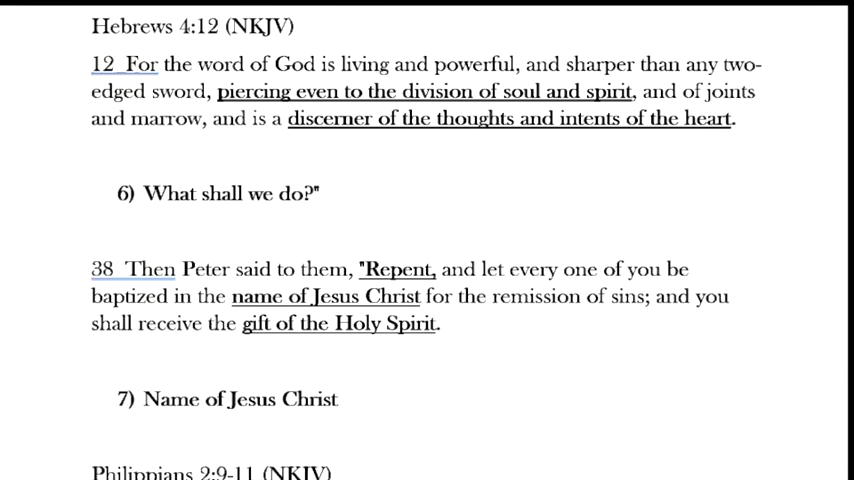 Hebrews 4:12 (NKJV)
12 For the word of God is living and powerful, and sharper than any two-
edged sword, piercing even to the division of soul and spirit, and of joints
and marrow, and is a discerner of the thoughts and intents of the heart.
6) What shall we do?"
38 Then Peter said to them, "Repent, and let every one of you be
baptized in the name of Jesus Christ for the remission of sins; and you
shall receive the gift of the Holy Spirit.
7) Name of Jesus Christ
Philippians 2:9-11 (NKJV)